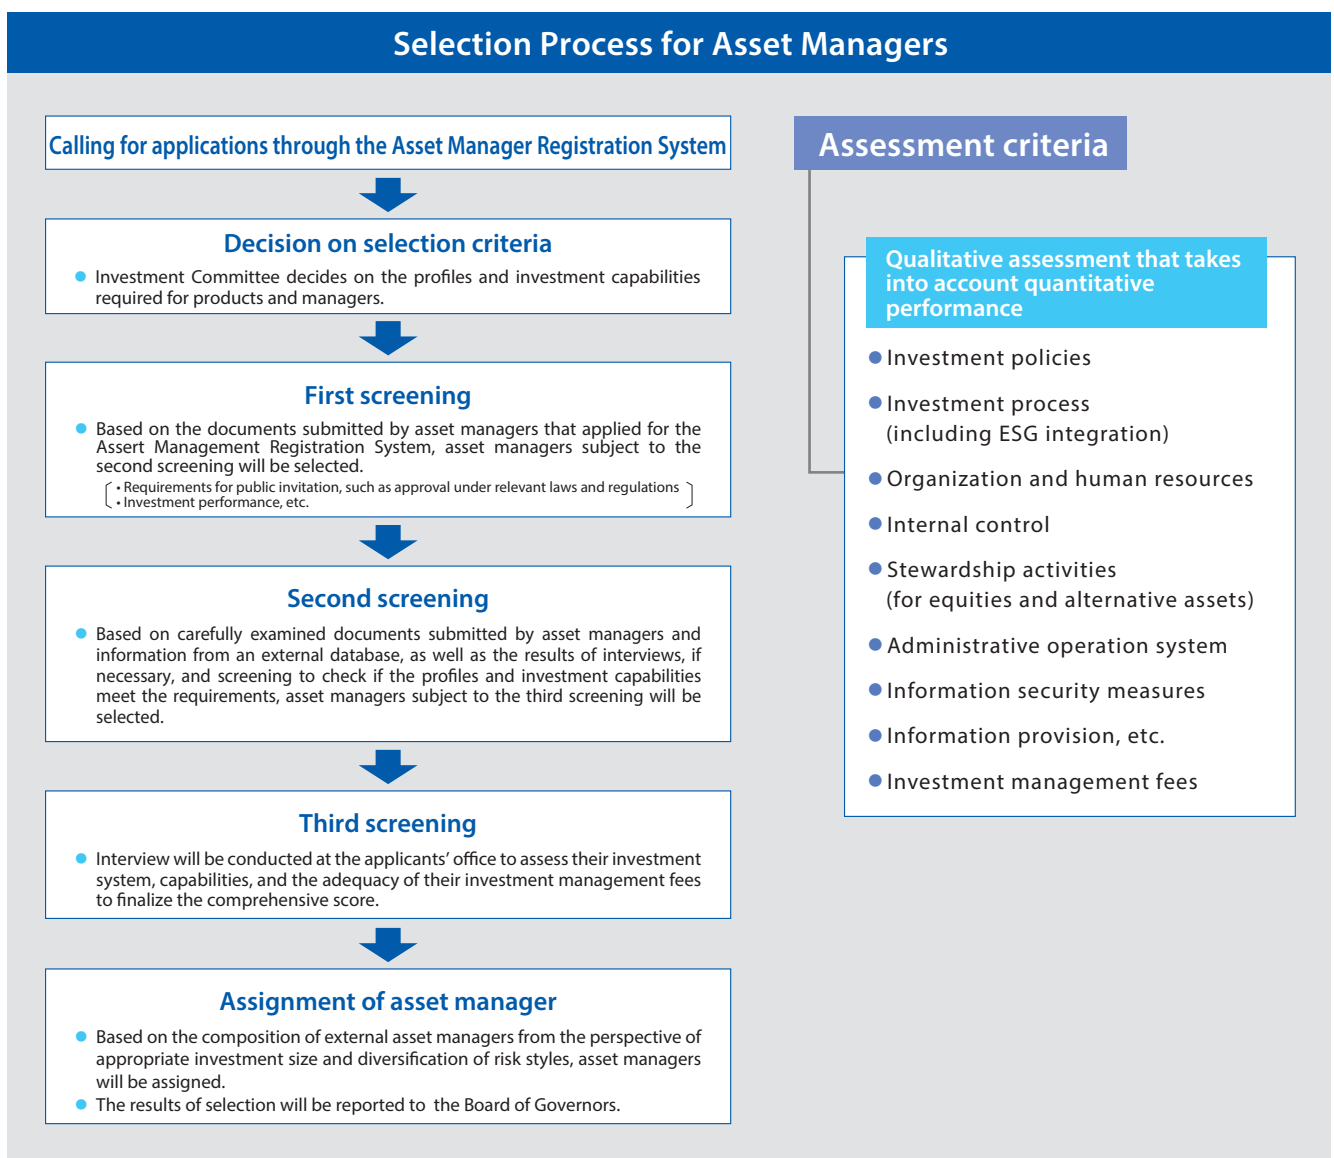 Selection Process for Asset Managers
Calling for applications through the Asset Manager Registration System
Decision on selection criteria
● Investment Committee decides on the profiles and investment capabilities
required for products and managers.
First screening
● Based on the documents submitted by asset managers that applied for the
Assert Management Registration System, asset managers subject to the
second screening will be selected.
• Requirements for public invitation, such as approval under relevant laws and regulations
• Investment performance, etc.
Second screening
● Based on carefully examined documents submitted by asset managers and
information from an external database, as well as the results of interviews, if
necessary, and screening to check if the profiles and investment capabilities
meet the requirements, asset managers subject to the third screening will be
selected.
Third screening
● Interview will be conducted at the applicants' office to assess their investment
system, capabilities, and the adequacy of their investment management fees
to finalize the comprehensive score.
Assignment of asset manager
● Based on the composition of external asset managers from the perspective of
appropriate investment size and diversification of risk styles, asset managers
will be assigned.
● The results of selection will be reported to the Board of Governors.
Assessment criteria
Qualitative assessment that takes
into account quantitative
performance
● Investment policies
● Investment process
(including ESG integration)
● Organization and human resources
● Internal control
● Stewardship activities
(for equities and alternative assets)
● Administrative operation system
● Information security measures
● Information provision, etc.
● Investment management fees